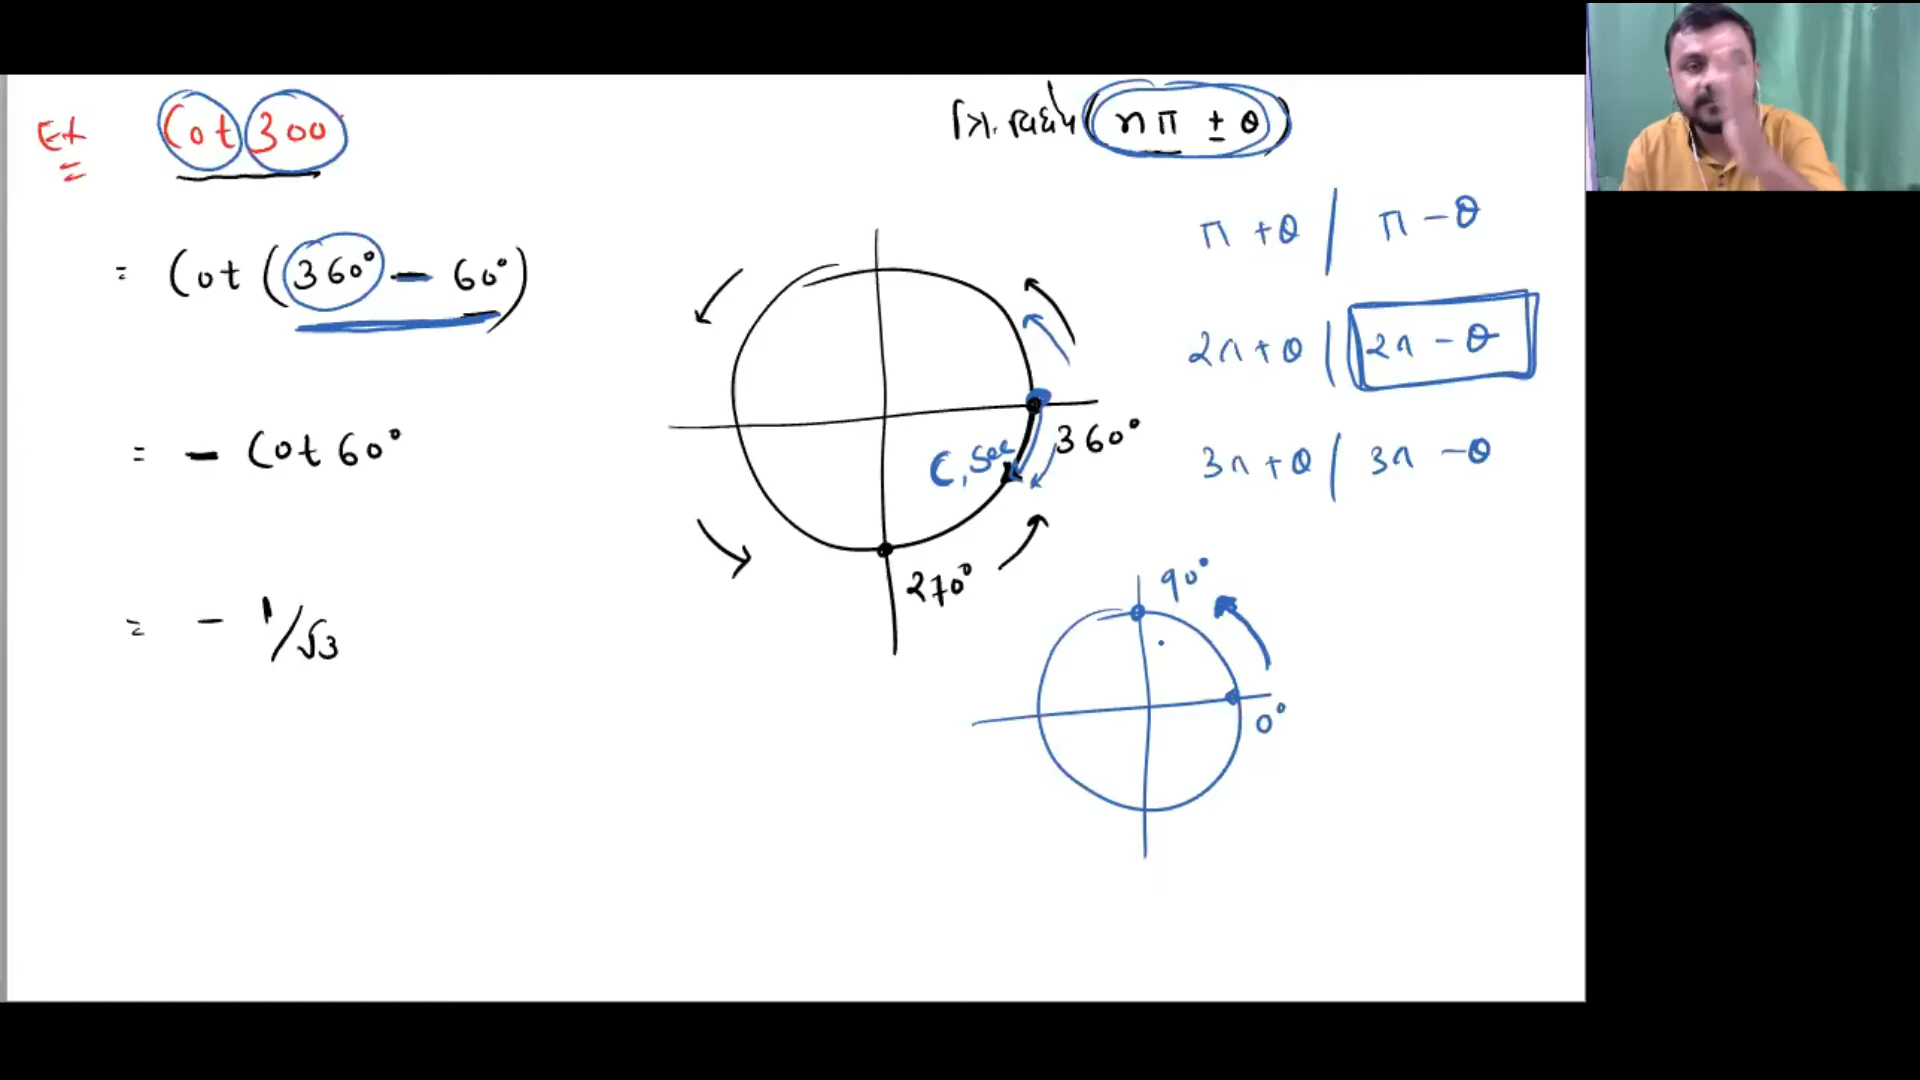 Ex Cot 300
= Cot (360° - 60°)
= - Cot 60°
= - 1/√3
(nπ ± θ)
π + θ / π - θ
2π + θ | 2π - θ
3π + θ / 3π - θ
C, Sec
360°
270°
90°
0°